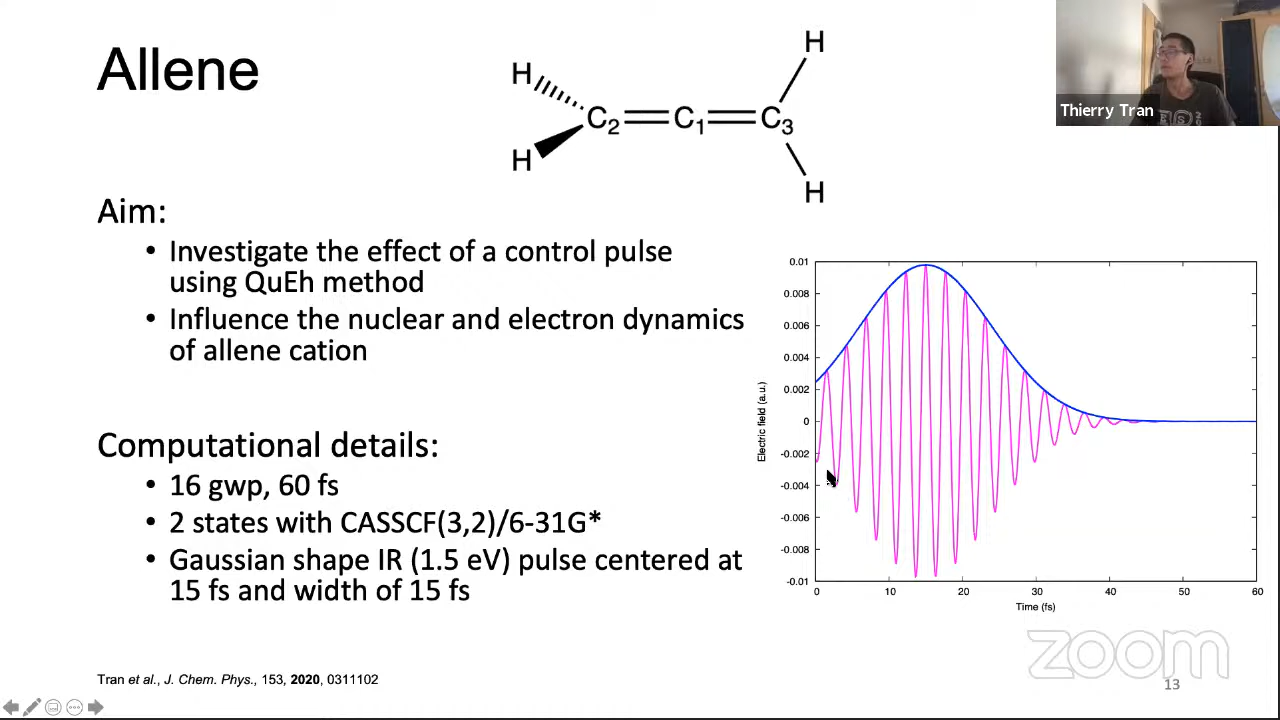 Allene
H
H
H
C2
C1
C3
H
Thierry Tran
Aim:
• Investigate the effect of a control pulse
using QuEh method
• Influence the nuclear and electron dynamics
of allene cation
Computational details:
• 16 gwp, 60 fs
• 2 states with CASSCF(3,2)/6-31G*
• Gaussian shape IR (1.5 eV) pulse centered at
15 fs and width of 15 fs
0.01
0.008
0.006
0.004
0.002
0
-0.002
-0.004
-0.006
-0.008
-0.01
Electric field (a.u.)
0 10 20 30 40 50 60
Time (fs)
zoom
Tran et al., J. Chem. Phys., 153, 2020, 0311102
13